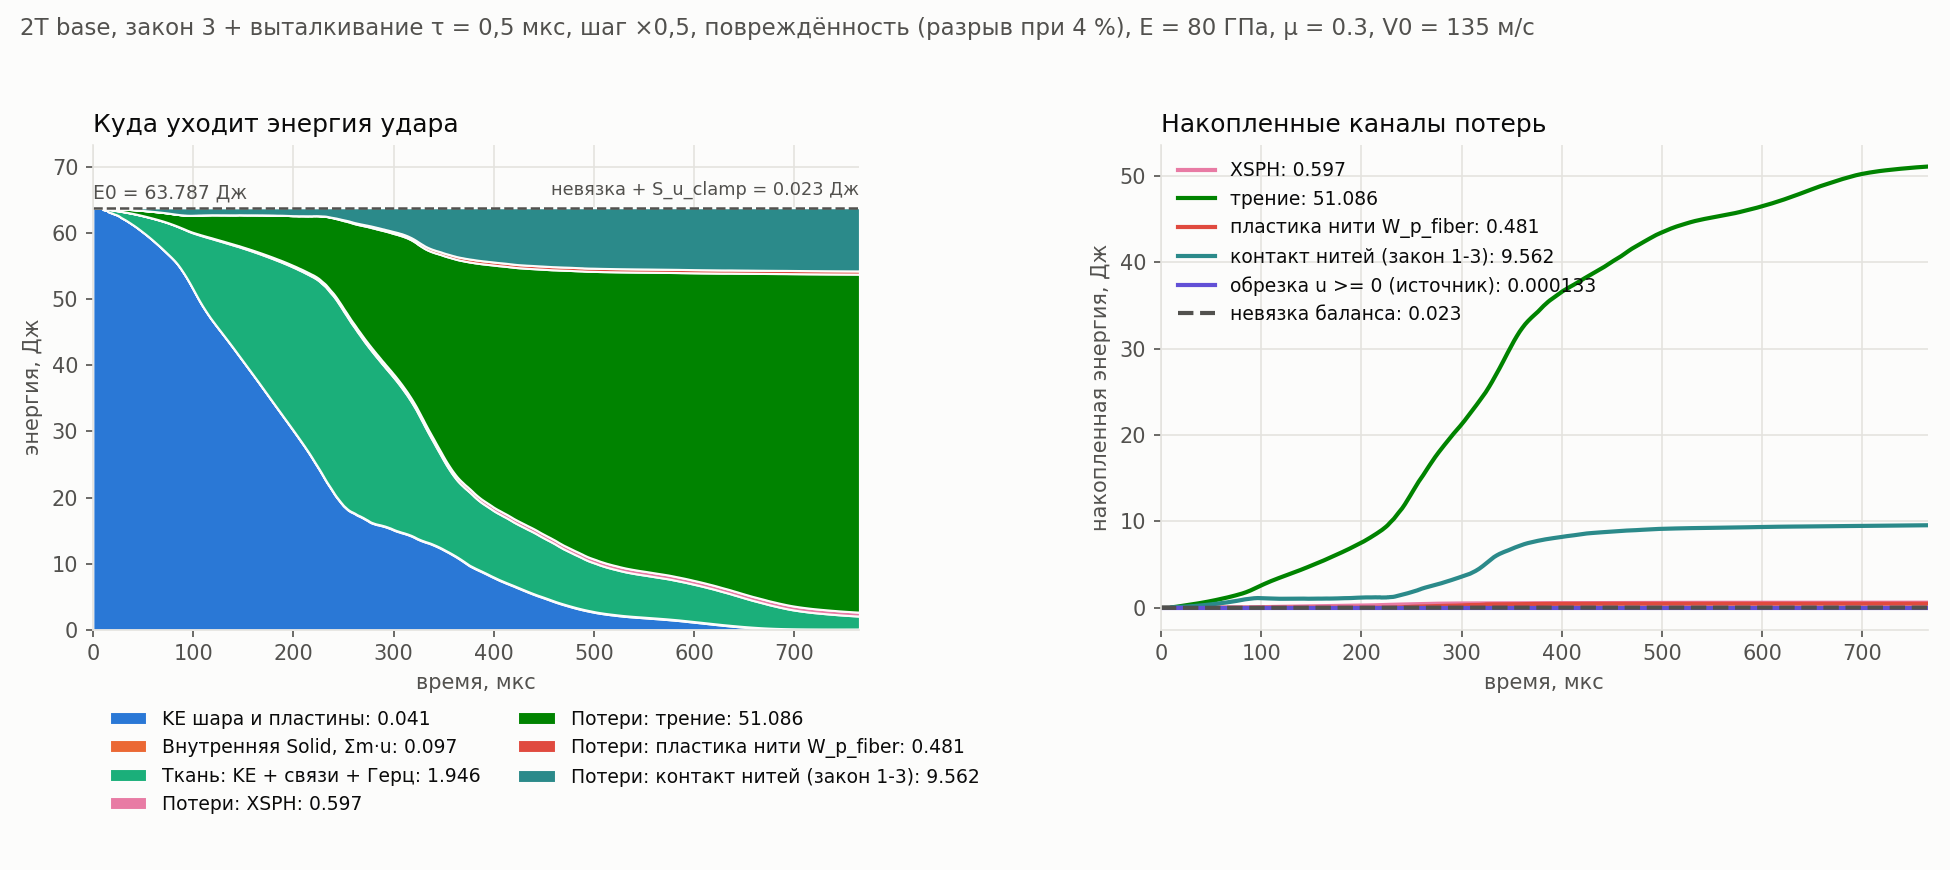 2T base, закон 3 + выталкивание τ = 0,5 мкс, шаг ×0,5, повреждённость (разрыв при 4 %), E = 80 ГПа, μ = 0.3, V0 = 135 м/с
Куда уходит энергия удара
E0 = 63.787 Дж
невязка + S_u_clamp = 0.023 Дж
энергия, Дж
70
60
50
40
30
20
10
0
0 100 200 300 400 500 600 700
время, мкс
KE шара и пластины: 0.041
Внутренняя Solid, Σm·u: 0.097
Ткань: KE + связи + Герц: 1.946
Потери: XSPH: 0.597
Потери: трение: 51.086
Потери: пластика нити W_p_fiber: 0.481
Потери: контакт нитей (закон 1-3): 9.562
Накопленные каналы потерь
XSPH: 0.597
трение: 51.086
пластика нити W_p_fiber: 0.481
контакт нитей (закон 1-3): 9.562
обрезка u >= 0 (источник): 0.000133
невязка баланса: 0.023
накопленная энергия, Дж
50
40
30
20
10
0
0 100 200 300 400 500 600 700
время, мкс